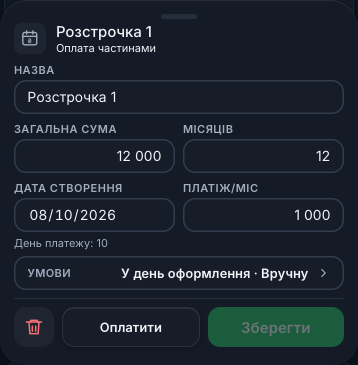 Розстрочка 1
Оплата частинами
НАЗВА
Розстрочка 1
ЗАГАЛЬНА СУМА МІСЯЦІВ
12 000 12
ДАТА СТВОРЕННЯ ПЛАТІЖ/МІС
08/10/2026 1 000
День платежу: 10
УМОВИ У день оформлення · Вручну
Оплатити Зберегти